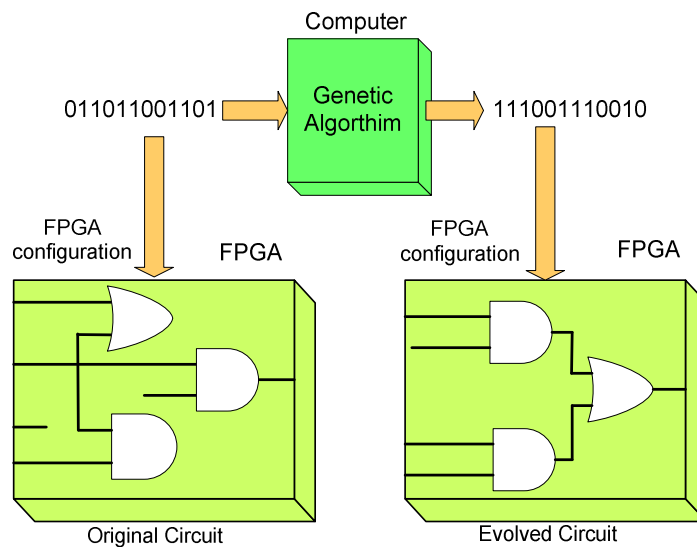 Computer
011011001101
Genetic
Algorthim
111001110010
FPGA
configuration
FPGA
FPGA
configuration
FPGA
Original Circuit
Evolved Circuit